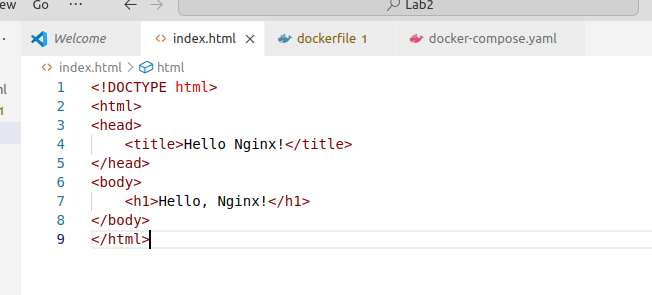 ew Go Lab2
Welcome index.html dockerfile 1 docker-compose.yaml
index.html > html
1 <!DOCTYPE html>
2 <html>
3 <head>
4 <title>Hello Nginx!</title>
5 </head>
6 <body>
7 <h1>Hello, Nginx!</h1>
8 </body>
9 </html>